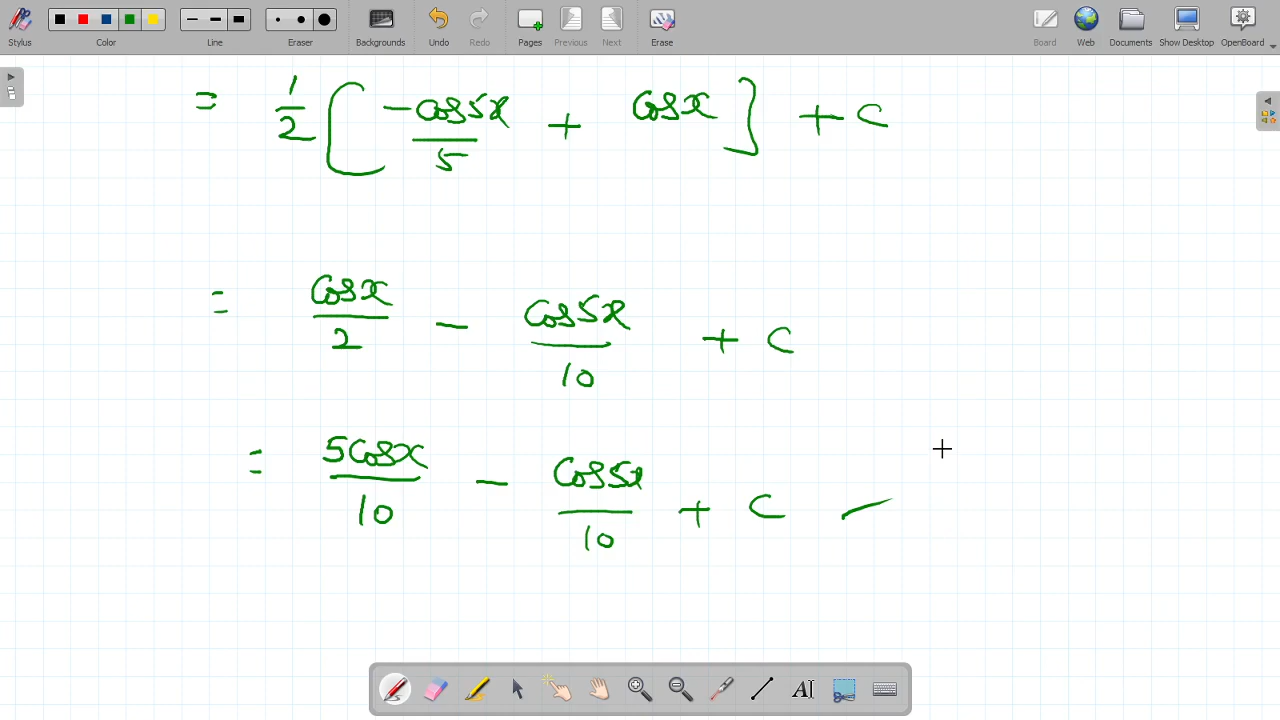 Stylus Color Line Eraser Backgrounds Undo Redo Pages Previous Next Erase Board Web Documents Show Desktop OpenBoard
= 1/2 [ -cos5x/5 + cosx ] + c
= cosx/2 - cos5x/10 + c
= 5cosx/10 - cos5x/10 + c